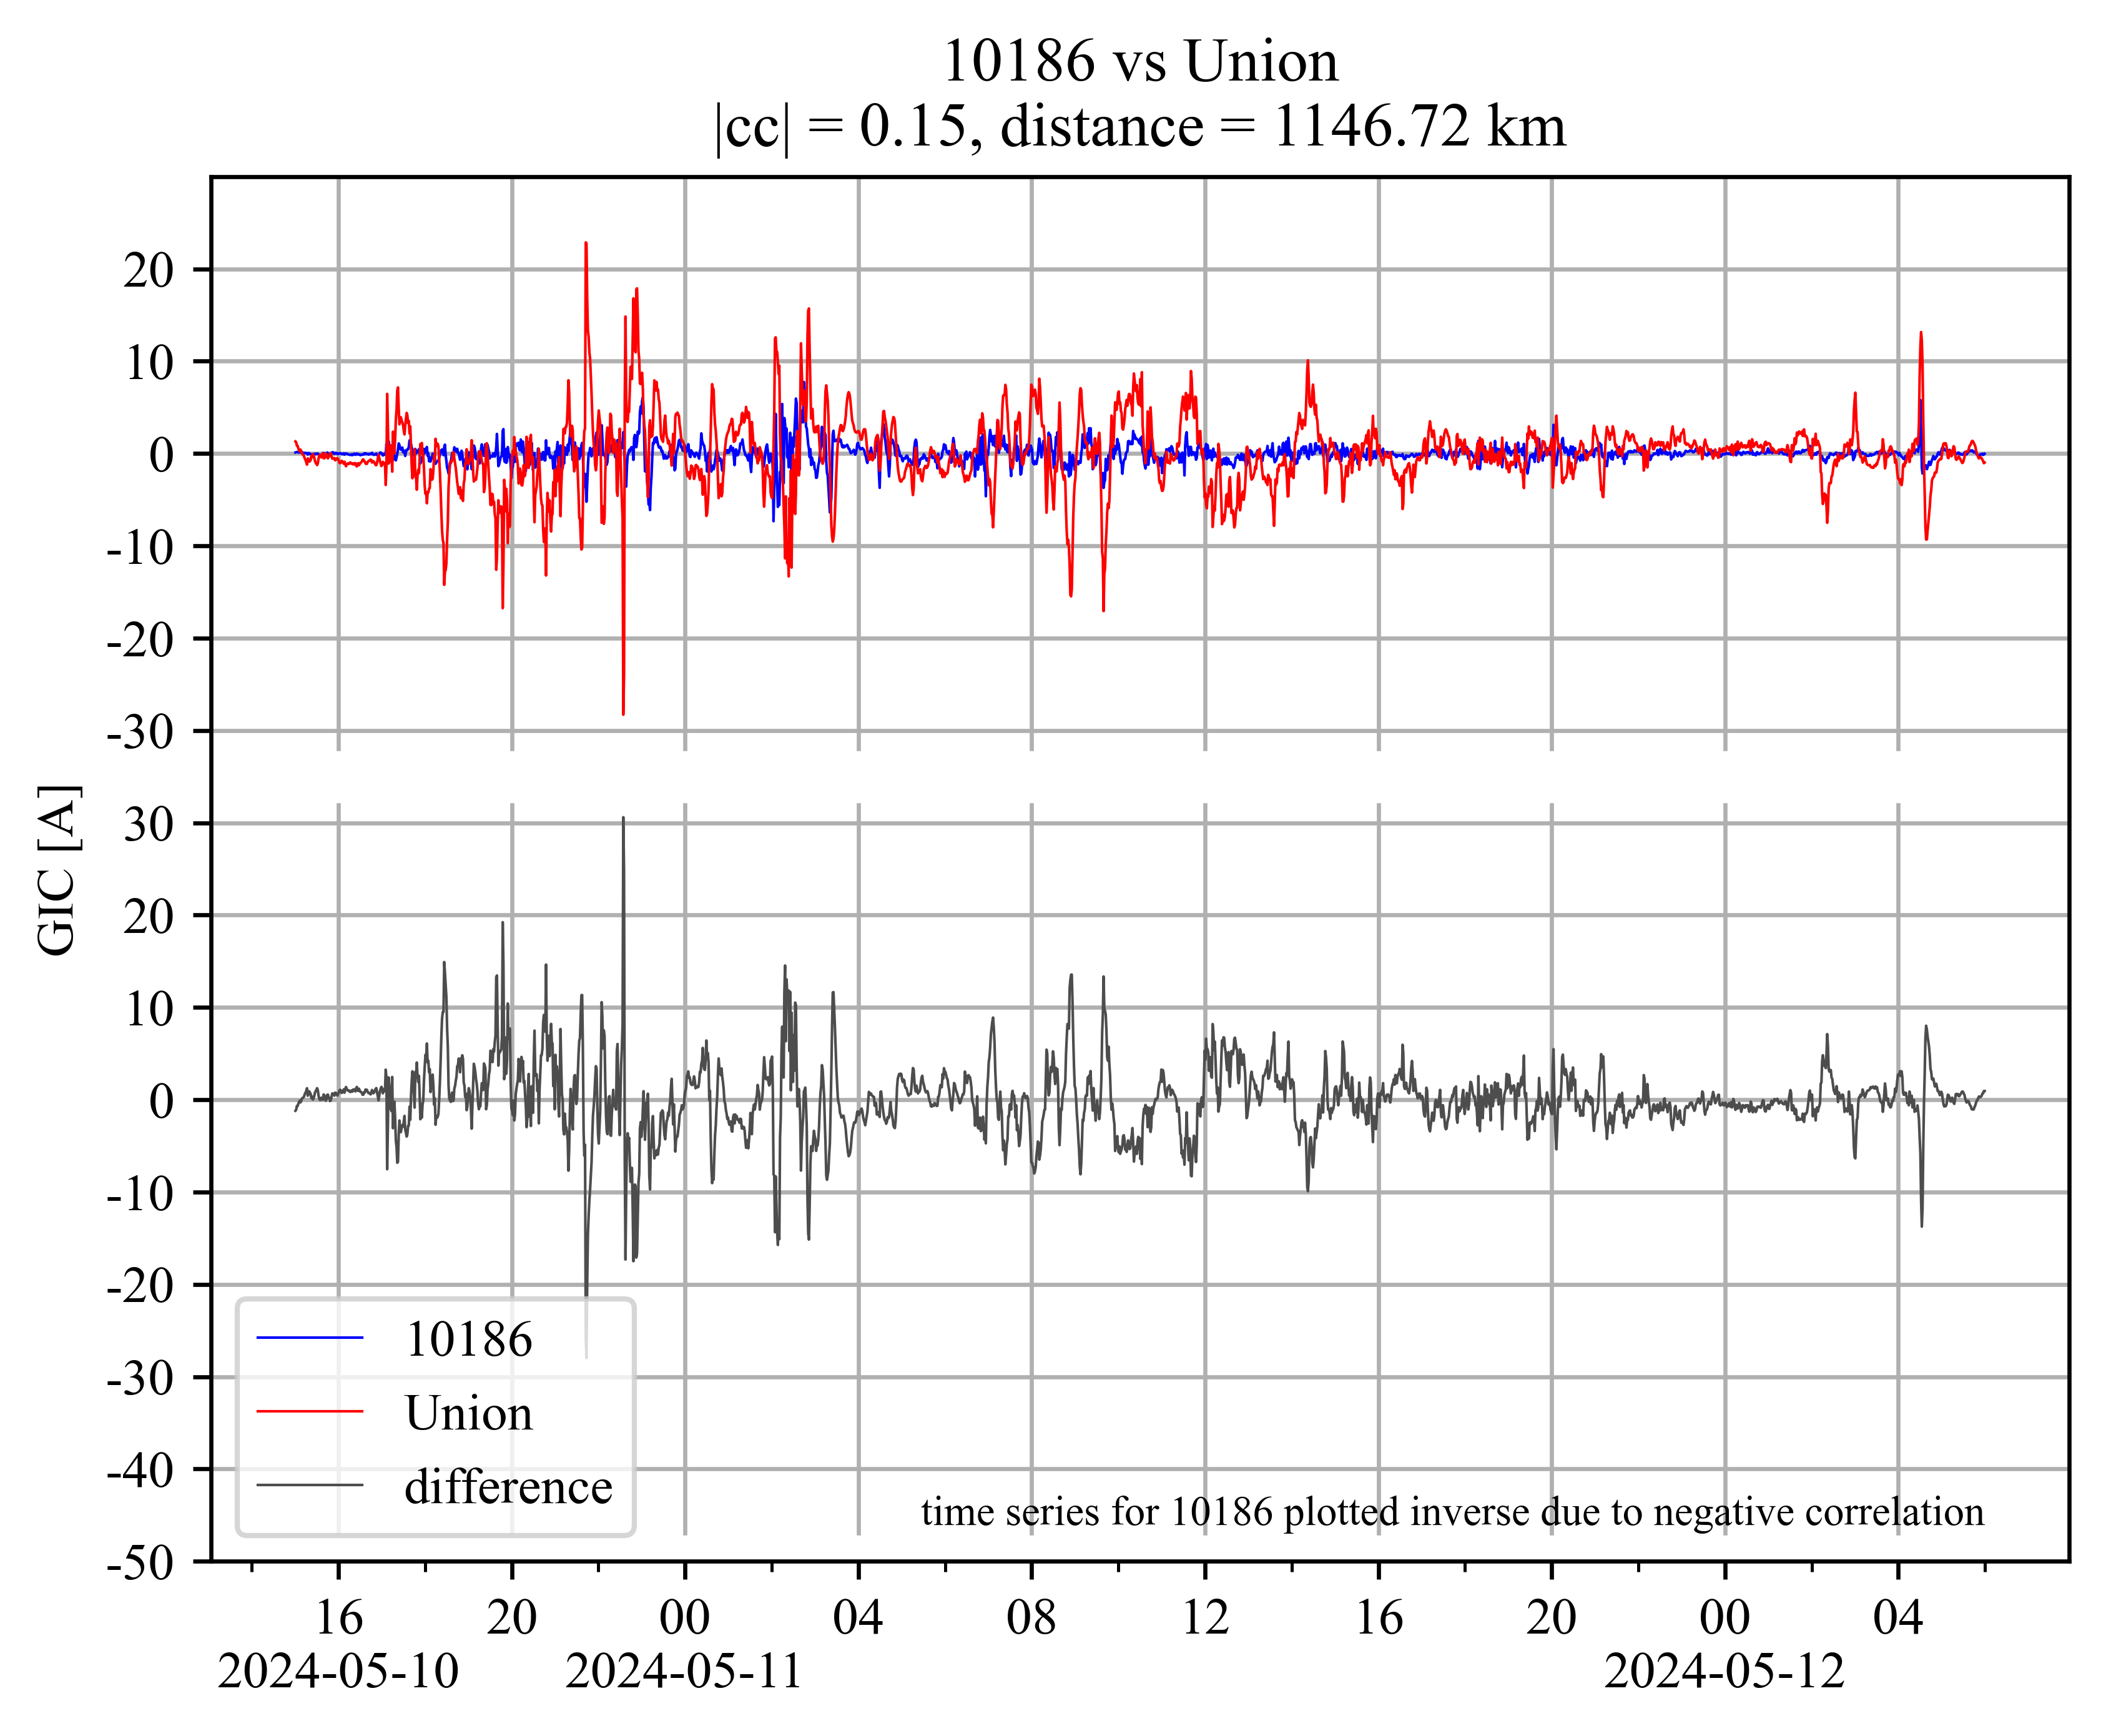 10186 vs Union
|cc| = 0.15, distance = 1146.72 km
20
10
0
-10
-20
-30
30
20
10
0
-10
-20
-30
-40
-50
GIC [A]
10186
Union
difference
time series for 10186 plotted inverse due to negative correlation
16 20 00 04 08 12 16 20 00 04
2024-05-10 2024-05-11 2024-05-12